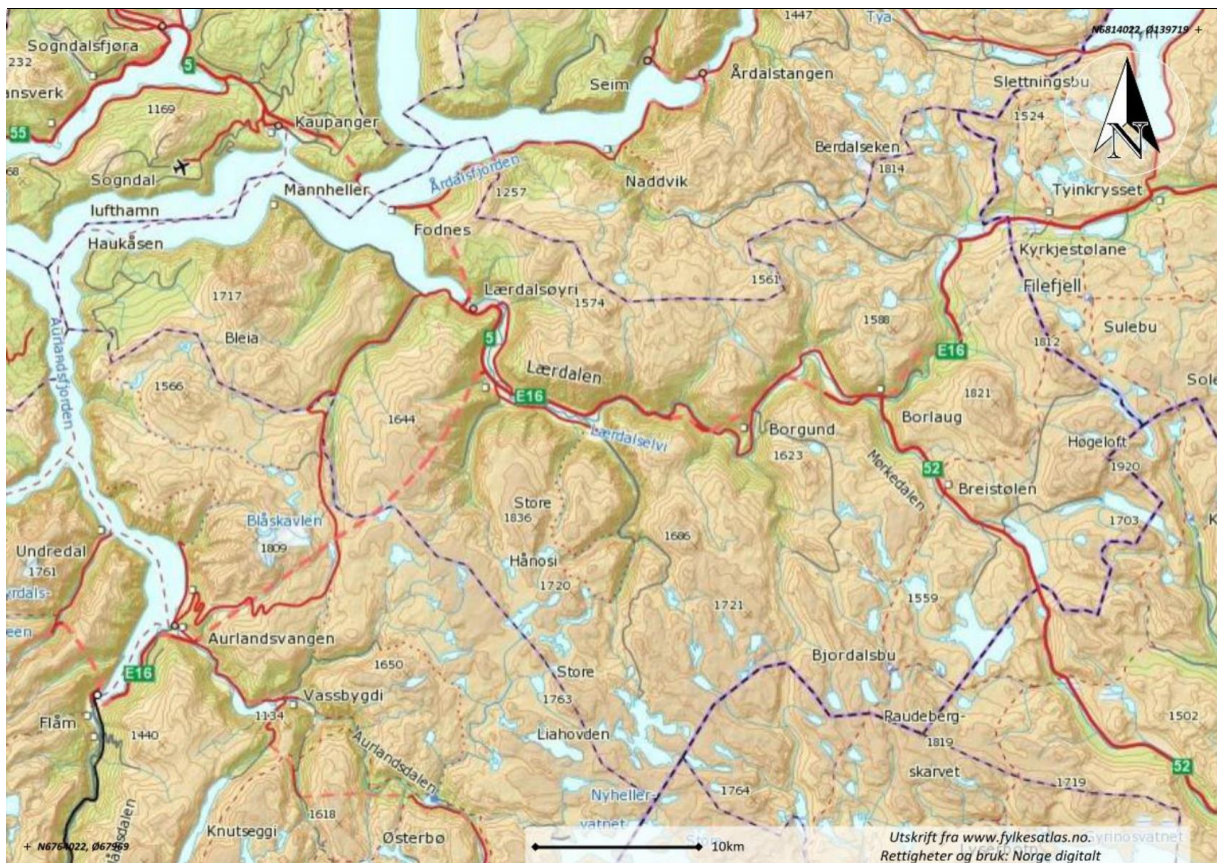 1447
Tya
N6814022, Ø139719 +
Sogndalsfjøra
232
5
Seim
Årdalstangen
Slettningsbu
ansverk
1169
1524
N
55
Kaupanger
Berdalseken
1814
68
Sogndal
lufthamn
Mannheller
Årdalsfjorden
1257
Naddvik
Tyinkrysset
Haukåsen
Fodnes
Kyrkjestølane
1717
Lærdalsøyri
1574
1561
Filefjell
Bleia
5
1588
1812
Sulebu
E16
Aurlandsfjorden
1566
Lærdalen
E16
1821
Sole
1644
Lærdalselvi
Borgund
Borlaug
1623
Høgeloft
Mørkedalen
52
1920
Store
1836
Breistølen
Blåskavlen
1809
1686
1703
K
Undredal
1761
Hånosi
1720
yrdals-
een
1721
1559
Aurlandsvangen
E16
1650
Store
Bjordalsbu
Vassbygdi
1763
Flåm
1134
1440
Liahovden
Raudeberg-
1819
skarvet
1502
52
Aurlandsdalen
1719
1618
Nyheller-
vatnet
1764
+ N6764022, Ø67969
Knutseggi
Østerbø
10km
Gyrinosvatnet
Utskrift fra www.fylkesatlas.no.
Rettigheter og bruk: Norge digitalt